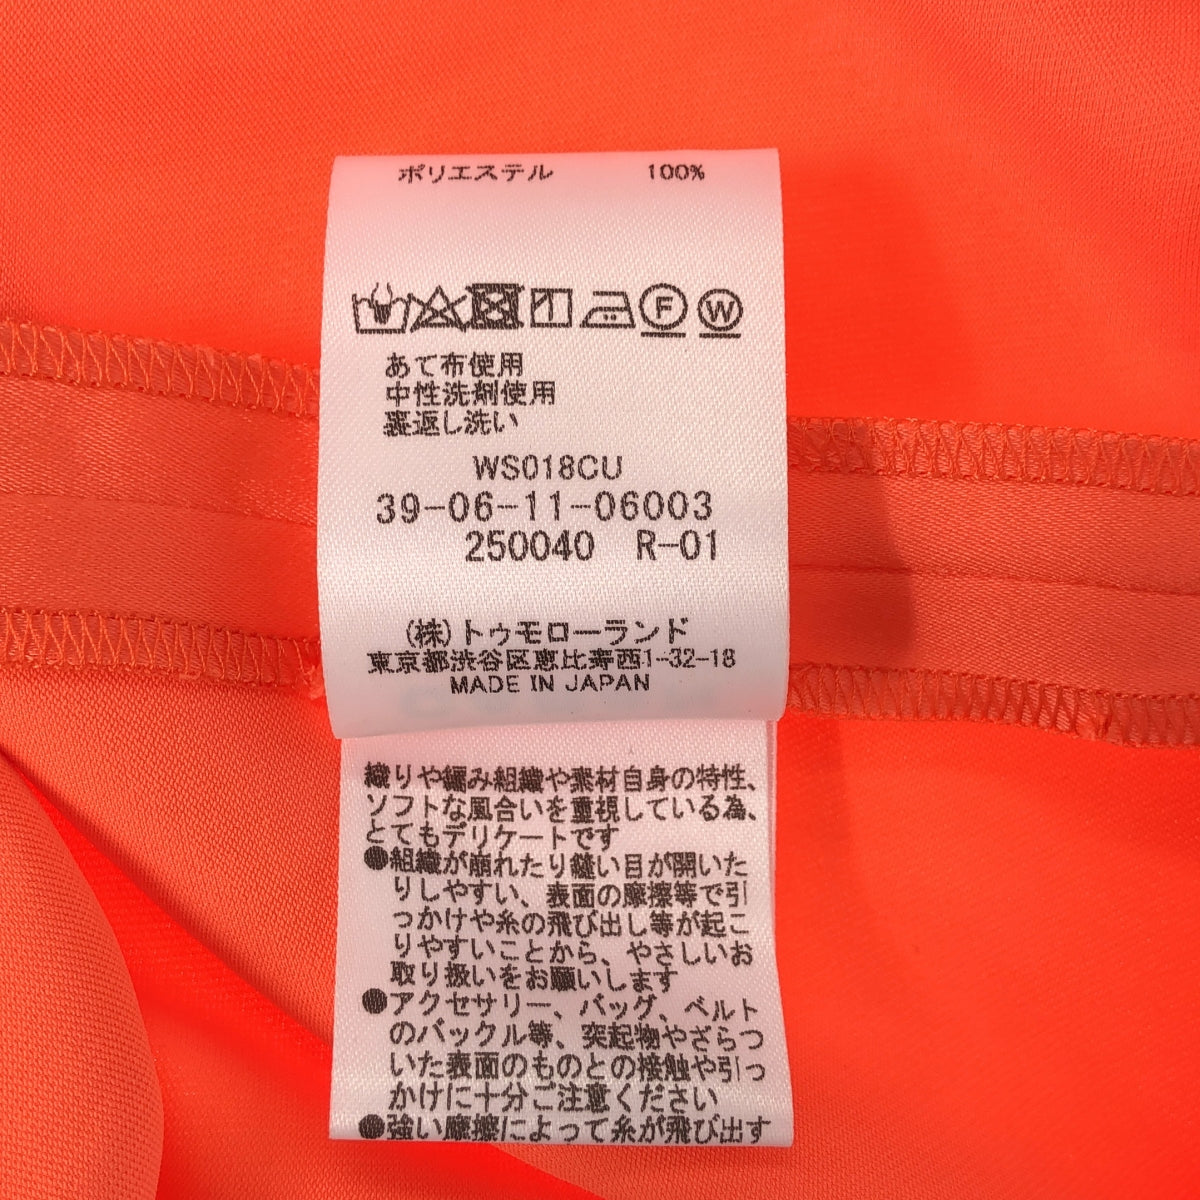 ポリエステル 100%
F W
あて布使用
中性洗剤使用
裏返し洗い
WS018CU
39-06-11-06003
250040 R-01
(株)トゥモローランド
東京都渋谷区恵比寿西1-32-18
MADE IN JAPAN
織りや編み組織や素材自身の特性、
ソフトな風合いを重視している為、
とてもデリケートです
●組織が崩れたり縫い目が開いた
りしやすい、表面の摩擦等で引
っかけや糸の飛び出し等が起こ
りやすいことから、やさしいお
取り扱いをお願いします
●アクセサリー、バッグ、ベルト
のバックル等、突起物やざらつ
いた表面のものとの接触や引っ
かけに十分ご注意ください
●強い摩擦によって糸が飛び出す